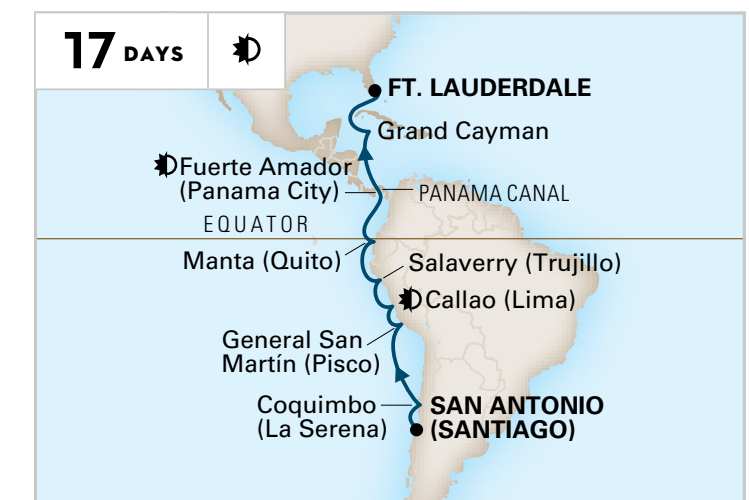 17 DAYS
FT. LAUDERDALE
Grand Cayman
Fuerte Amador
(Panama City)
PANAMA CANAL
EQUATOR
Manta (Quito)
Salaverry (Trujillo)
Callao (Lima)
General San
Martín (Pisco)
Coquimbo
(La Serena)
SAN ANTONIO
(SANTIAGO)